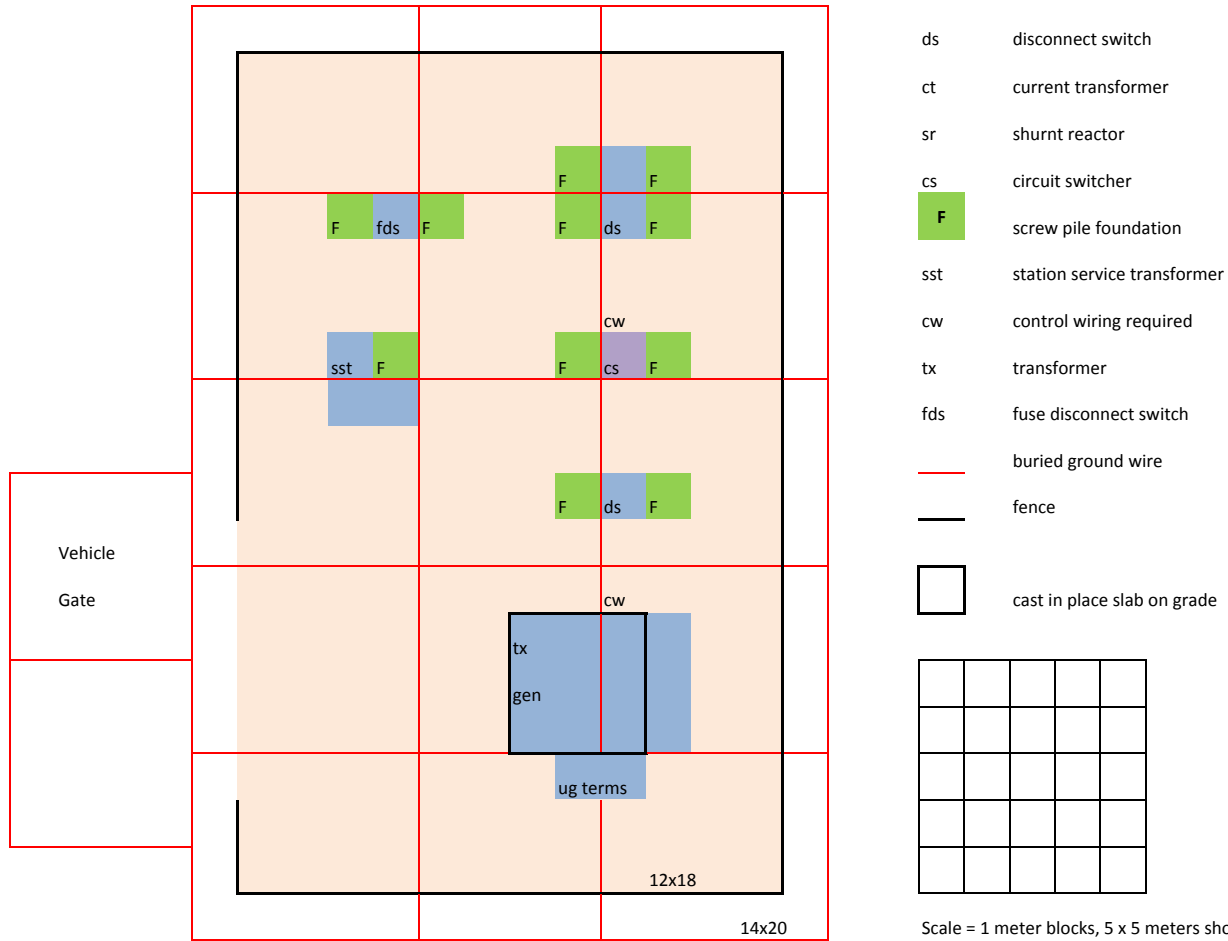 F F
F fds F F ds F
cw
sst F F cs F
F ds F
Vehicle
Gate
cw
tx
gen
ug terms
12x18
14x20
ds disconnect switch
ct current transformer
sr shurnt reactor
cs circuit switcher
F screw pile foundation
sst station service transformer
cw control wiring required
tx transformer
fds fuse disconnect switch
buried ground wire
fence
cast in place slab on grade
Scale = 1 meter blocks, 5 x 5 meters